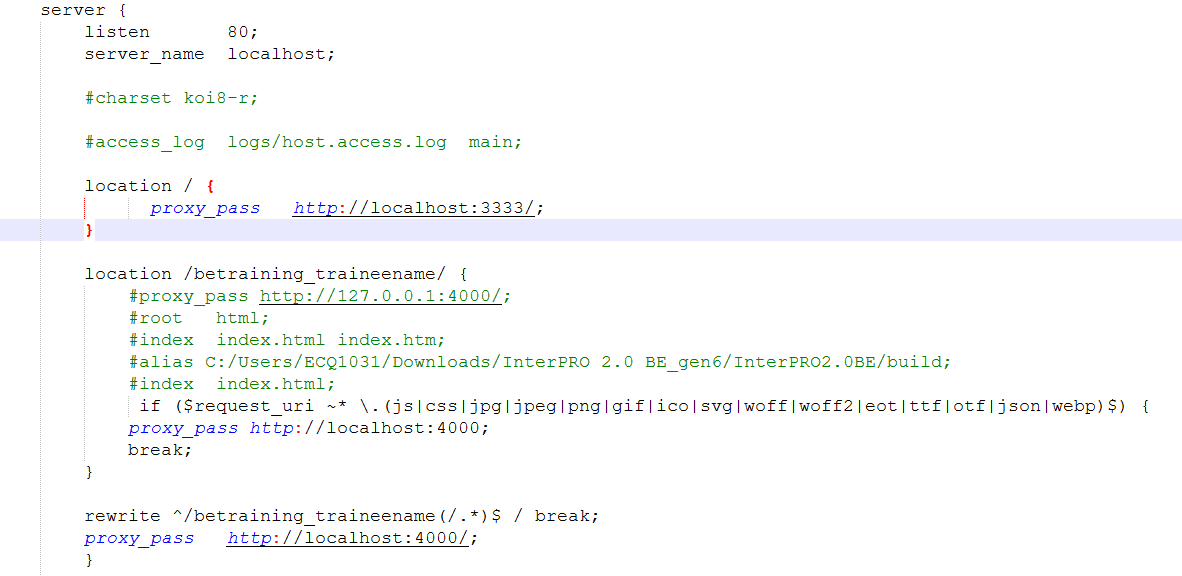 server {
listen 80;
server_name localhost;
#charset koi8-r;
#access_log logs/host.access.log main;
location / {
proxy_pass http://localhost:3333/;
}
location /betraining_traineename/ {
#proxy_pass http://127.0.0.1:4000/;
#root html;
#index index.html index.htm;
#alias C:/Users/ECQ1031/Downloads/InterPRO 2.0 BE_gen6/InterPRO2.0BE/build;
#index index.html;
if ($request_uri ~* \.(js|css|jpg|jpeg|png|gif|ico|svg|woff|woff2|eot|ttf|otf|json|webp)$) {
proxy_pass http://localhost:4000;
break;
}
rewrite ^/betraining_traineename(/.*)$ / break;
proxy_pass http://localhost:4000/;
}